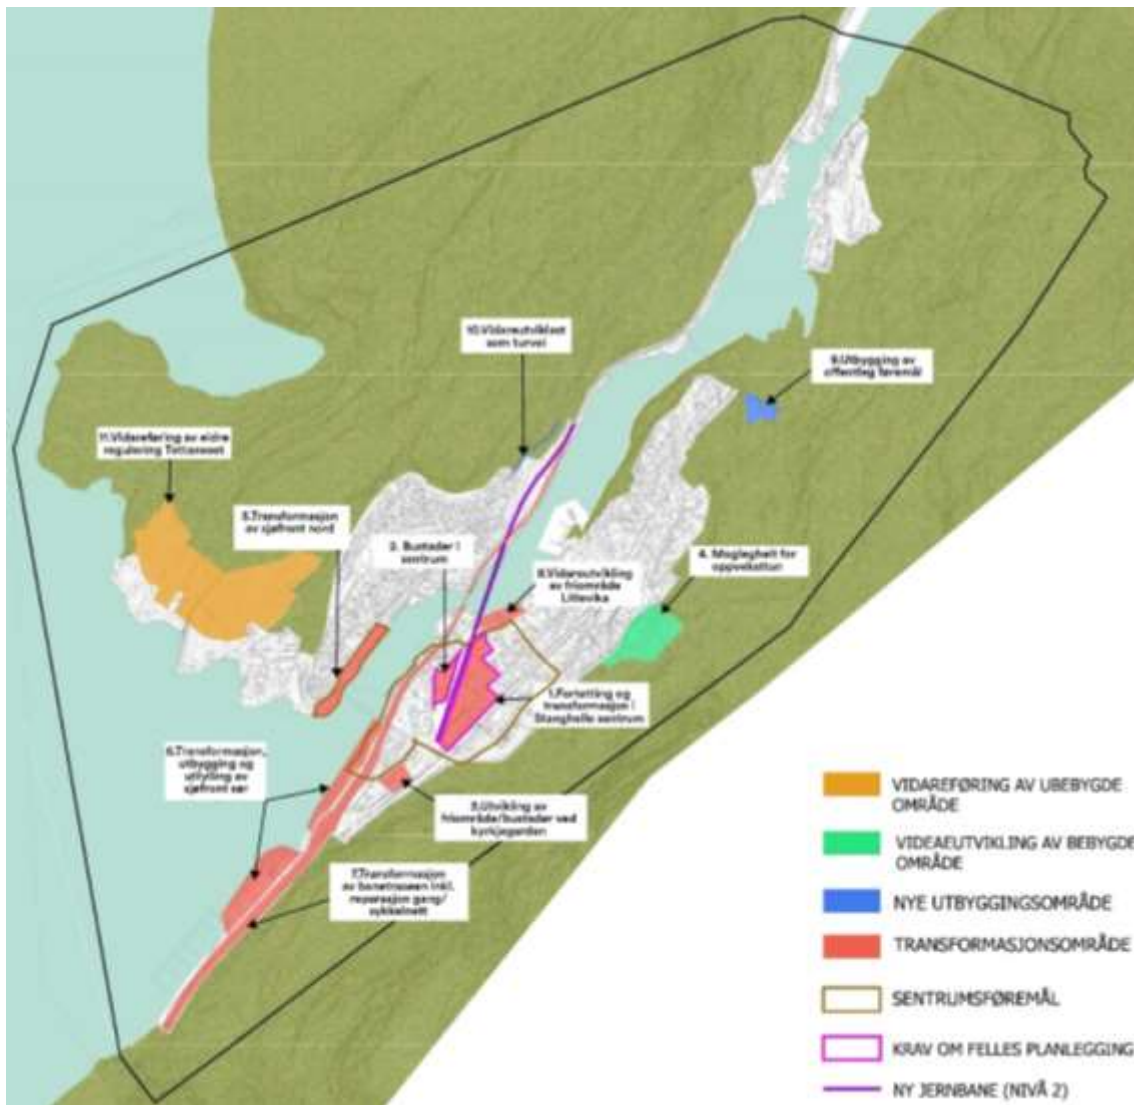 10.Vidareutviklast
som turvei
9.Utbygging av
offentleg føremål
11.Vidareføring av eldre
regulering Tettaneset
5.Transformasjon
av sjøfront nord
3. Bustader i
sentrum
8.Vidareutvikling
av friområde
Littevika
4. Moglegheit for
oppvekst
1.Fortetting og
transformasjon i
Stanghelle sentrum
6.Transformasjon,
utbygging og
utfylling av
sjøfront sør
2.Utvikling av
friområde/bustader ved
kyrkjegarden
7.Transformasjon
av banetraseen inkl.
reparasjon gang/
sykkelnett
VIDAREFØRING AV UBEBYGDE
OMRÅDE
VIDEAEUTVIKLING AV BEBYGDE
OMRÅDE
NYE UTBYGGINGSOMRÅDE
TRANSFORMASJONSOMRÅDE
SENTRUMSFØREMÅL
KRAV OM FELLES PLANLEGGING
NY JERNBANE (NIVÅ 2)